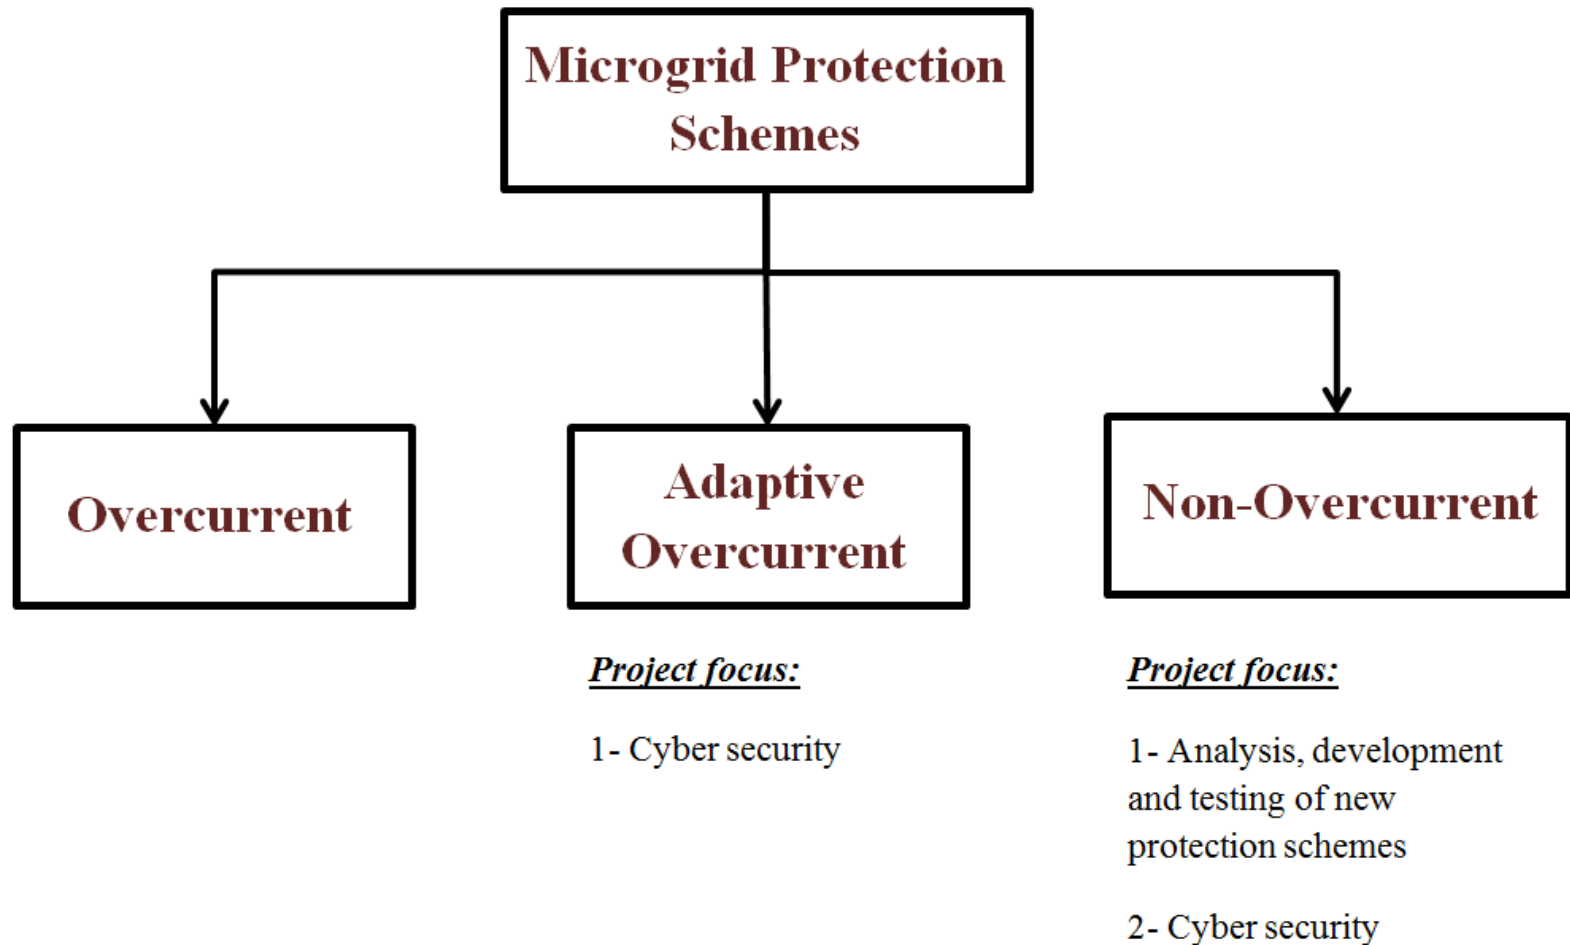 Microgrid Protection
Schemes
Overcurrent
Adaptive
Overcurrent
Non-Overcurrent
Project focus:
1- Cyber security
Project focus:
1- Analysis, development
and testing of new
protection schemes
2- Cyber security